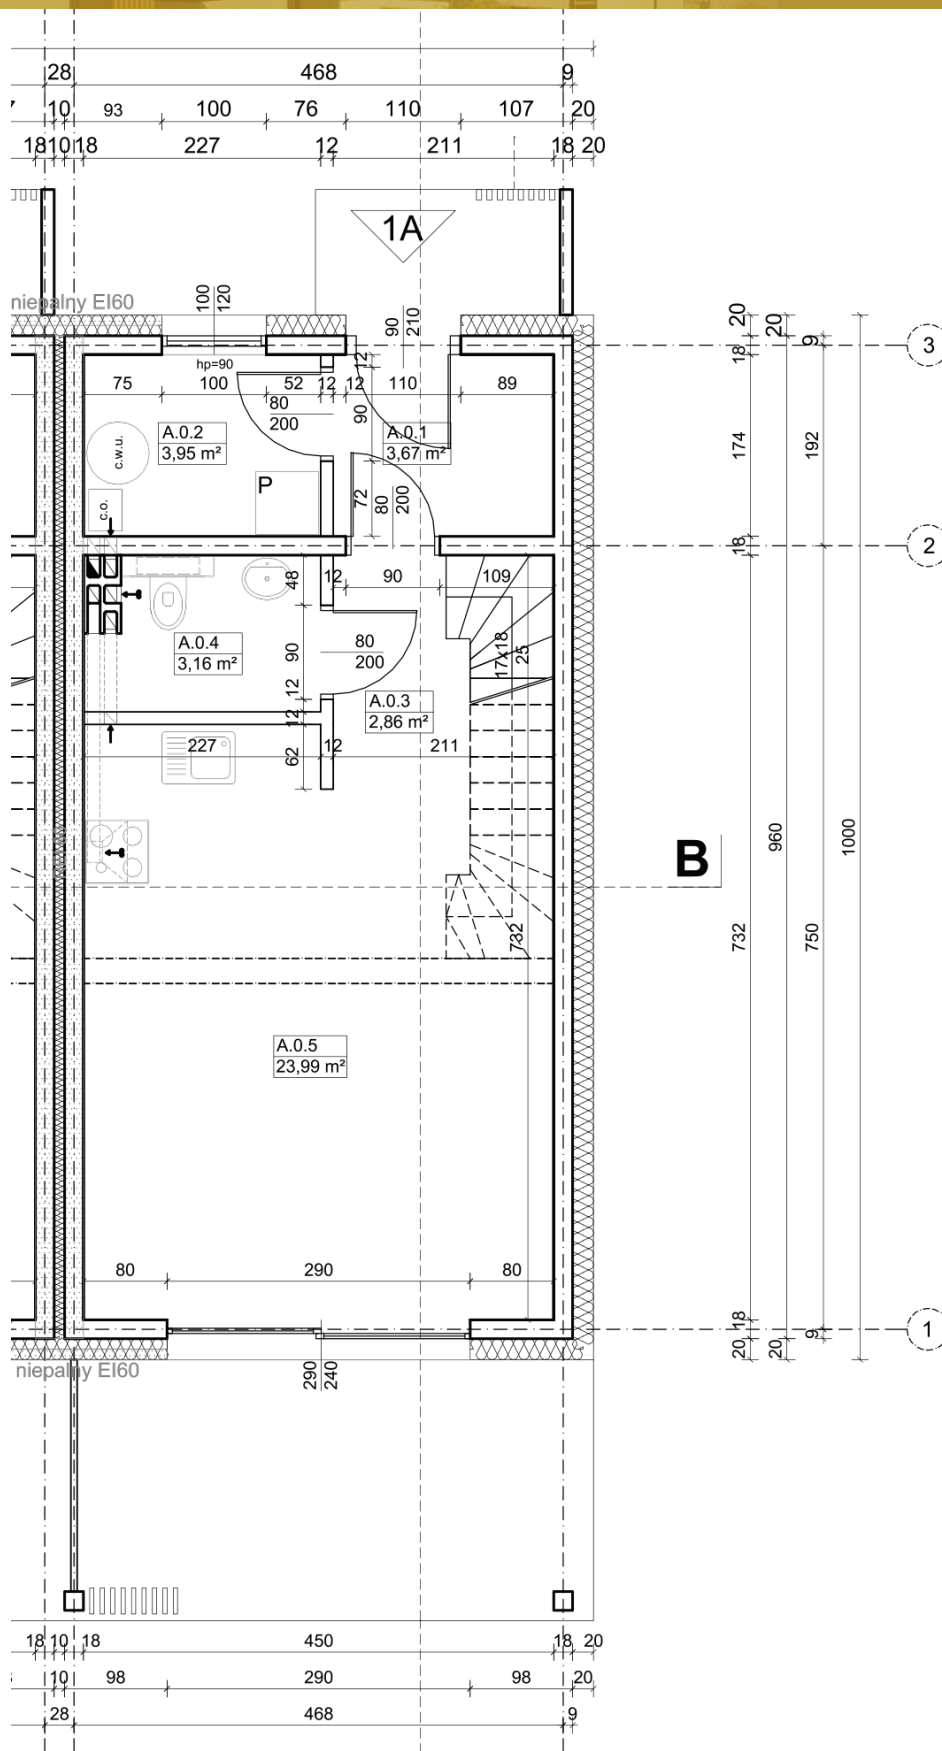 28 468 9
10 93 100 76 110 107 20
18 10 18 227 12 211 18 20
1A
niepalny EI60
100
120
90
210
20
20
9
18
3
hp=90
12
75 100 52 12 12 110 89
80
200
90
c.w.u.
A.0.2
3,95 m²
A.0.1
3,67 m²
174
192
P
72
80
200
c.o.
18
2
48
12 90 109
17x18
25
A.0.4
3,16 m²
90
80
200
12
A.0.3
2,86 m²
12
227 12 211
62
B
960
1000
732
732
750
A.0.5
23,99 m²
80 290 80
18
9
1
20
20
niepalny EI60
290
240
18 10 18 450 18 20
10 98 290 98 20
28 468 9